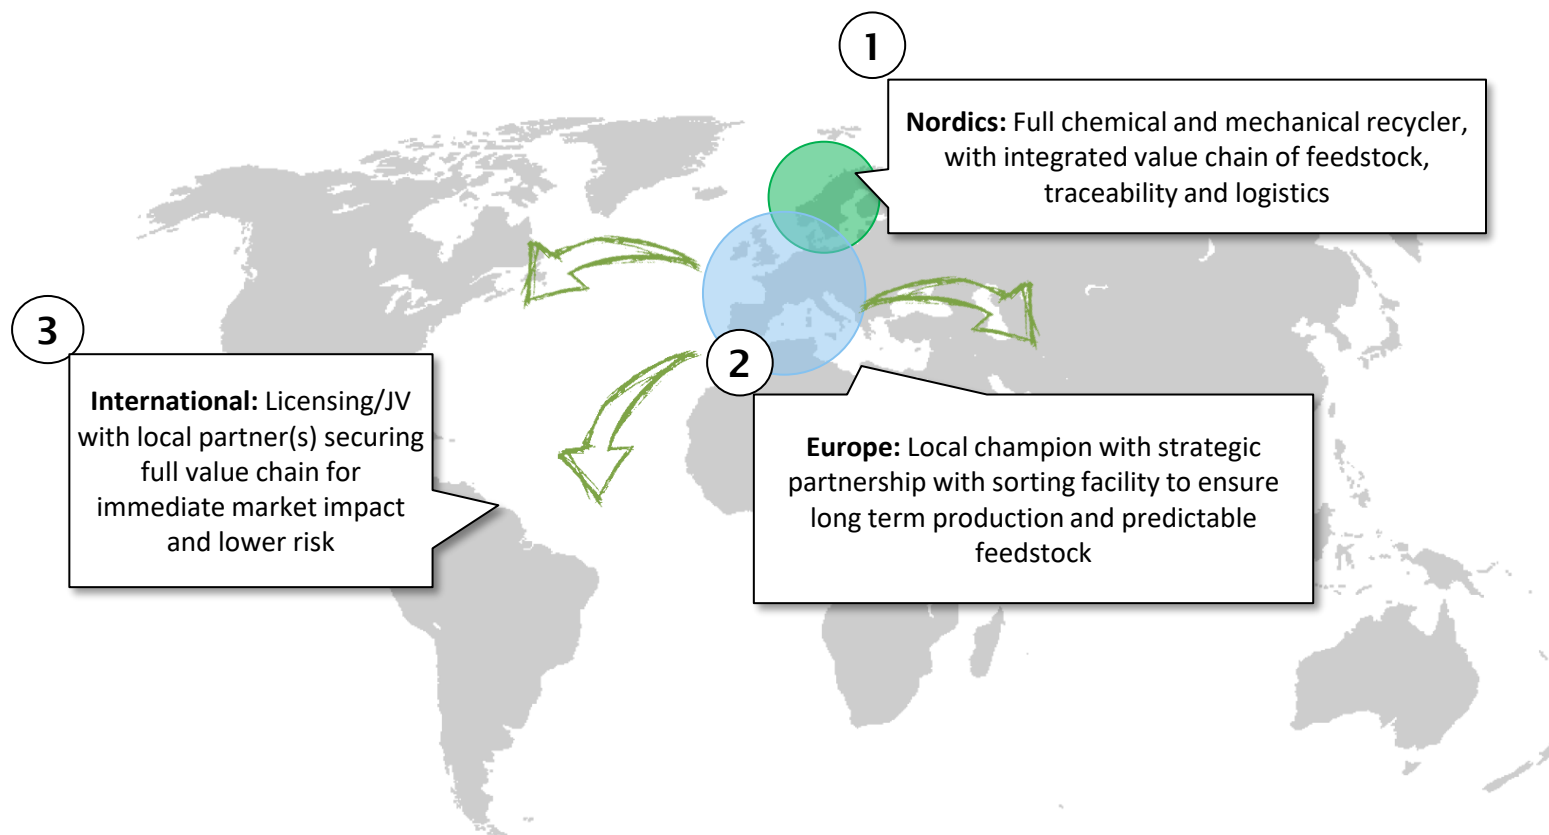 1
Nordics: Full chemical and mechanical recycler,
with integrated value chain of feedstock,
traceability and logistics
3
International: Licensing/JV
with local partner(s) securing
full value chain for
immediate market impact
and lower risk
2
Europe: Local champion with strategic
partnership with sorting facility to ensure
long term production and predictable
feedstock